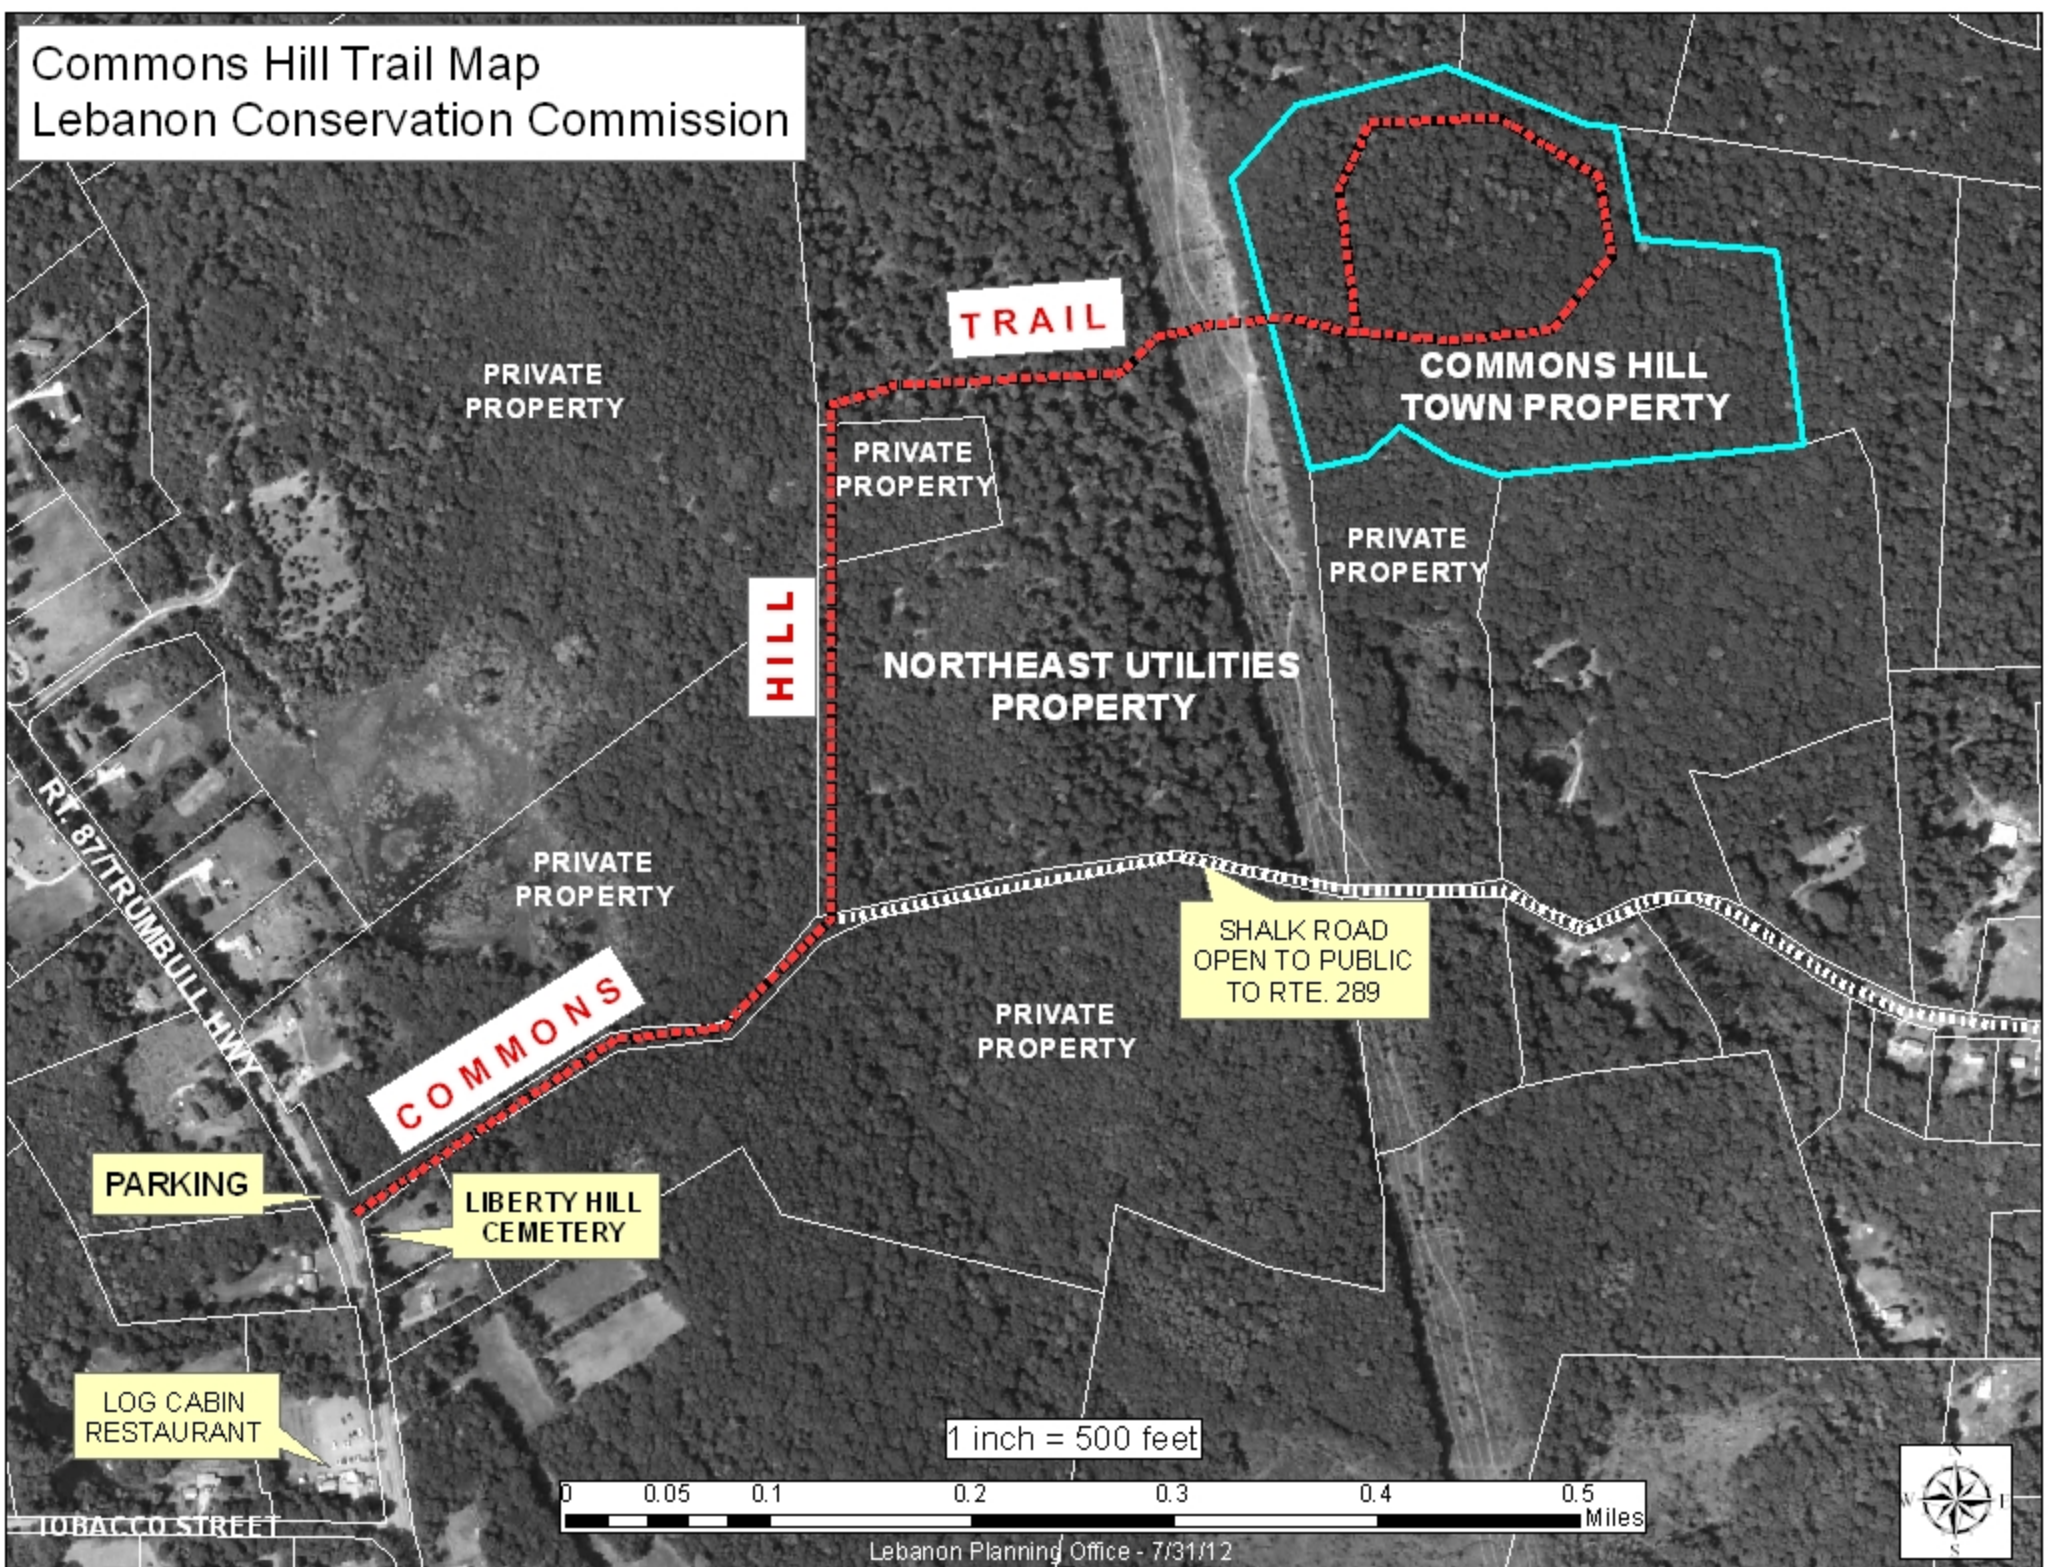 Commons Hill Trail Map
Lebanon Conservation Commission
TRAIL
PRIVATE
PROPERTY
COMMONS HILL
TOWN PROPERTY
PRIVATE
PROPERTY
PRIVATE
PROPERTY
HILL
NORTHEAST UTILITIES
PROPERTY
RT. 87/TRUMBULL HWY
PRIVATE
PROPERTY
SHALK ROAD
OPEN TO PUBLIC
TO RTE. 289
COMMONS
PRIVATE
PROPERTY
PARKING
LIBERTY HILL
CEMETERY
LOG CABIN
RESTAURANT
1 inch = 500 feet
0 0.05 0.1 0.2 0.3 0.4 0.5
Miles
N
W E
S
TOBACCO STREET
Lebanon Planning Office - 7/31/12